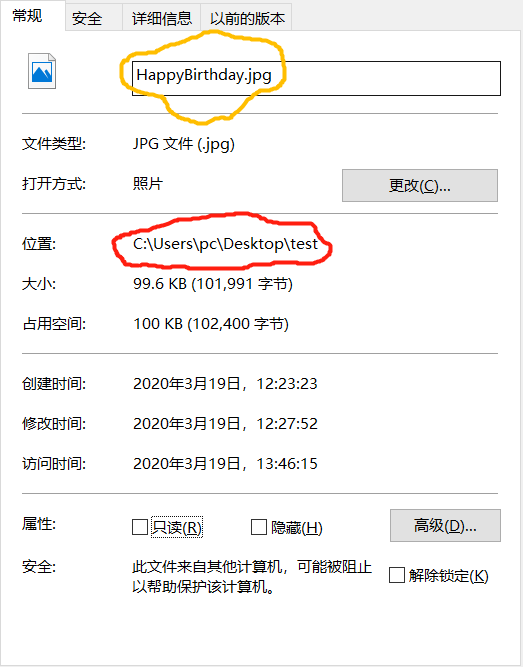 常规 安全 详细信息 以前的版本
HappyBirthday.jpg
文件类型: JPG 文件 (.jpg)
打开方式: 照片 更改(C)...
位置: C:\Users\pc\Desktop\test
大小: 99.6 KB (101,991 字节)
占用空间: 100 KB (102,400 字节)
创建时间: 2020年3月19日，12:23:23
修改时间: 2020年3月19日，12:27:52
访问时间: 2020年3月19日，13:46:15
属性: 只读(R) 隐藏(H) 高级(D)...
安全: 此文件来自其他计算机，可能被阻止
以帮助保护该计算机。 解除锁定(K)